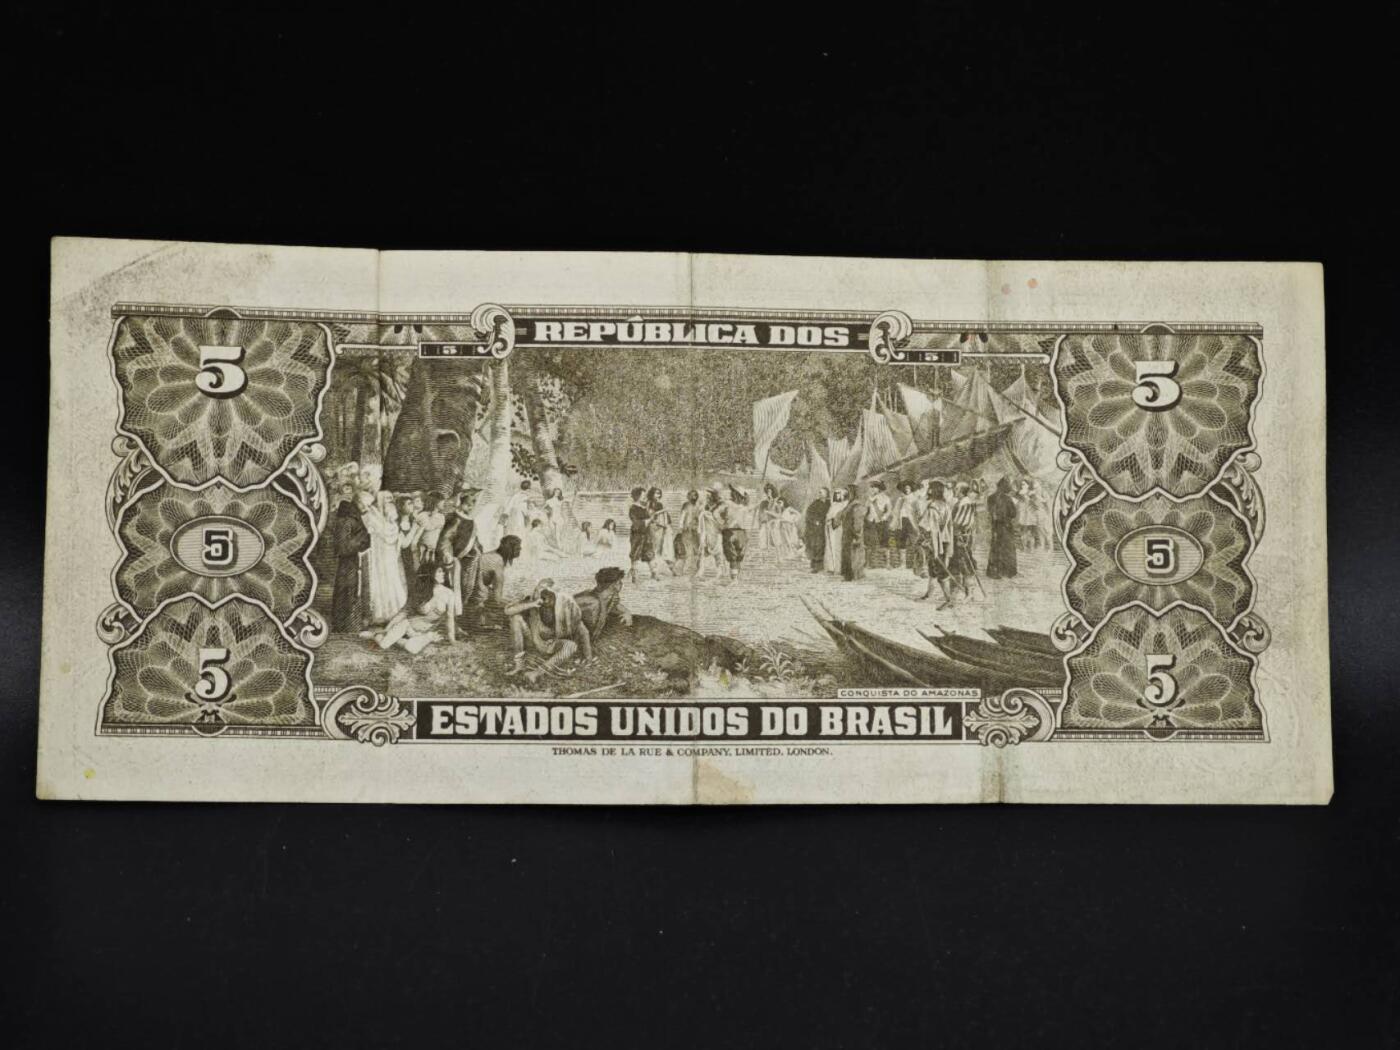 REPÚBLICA DOS
5 5
5 5
5 5
5 5
CONQUISTA DO AMAZONAS
ESTADOS UNIDOS DO BRASIL
THOMAS DE LA RUE & COMPANY, LIMITED, LONDON.